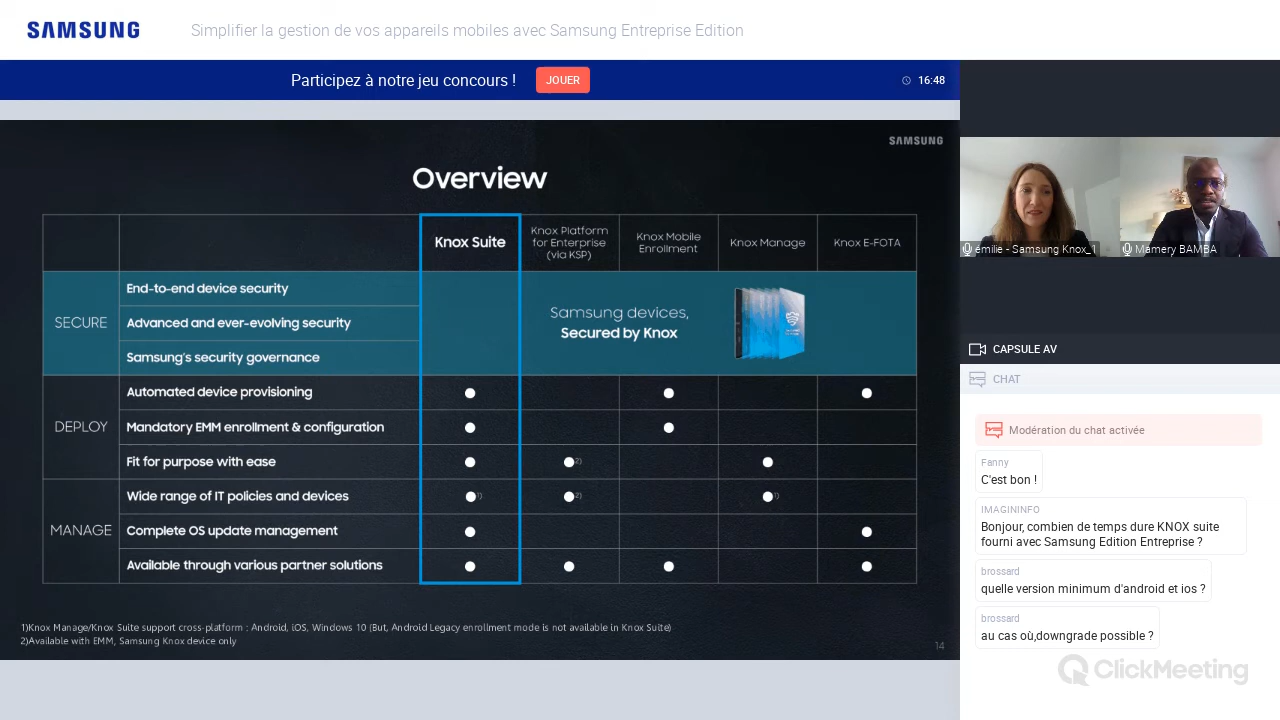 SAMSUNG
Simplifier la gestion de vos appareils mobiles avec Samsung Entreprise Edition
Participez à notre jeu concours !
JOUER
16:48
SAMSUNG
Overview
Knox Suite
Knox Platform
for Enterprise
(via KSP)
Knox Mobile
Enrollment
Knox Manage
Knox E-FOTA
SECURE
End-to-end device security
Advanced and ever-evolving security
Samsung's security governance
Samsung devices,
Secured by Knox
DEPLOY
Automated device provisioning
Mandatory EMM enrollment & configuration
Fit for purpose with ease
2)
MANAGE
Wide range of IT policies and devices
1)
2)
1)
Complete OS update management
Available through various partner solutions
1)Knox Manage/Knox Suite support cross-platform : Android, iOS, Windows 10 (But, Android Legacy enrollment mode is not available in Knox Suite)
2)Available with EMM, Samsung Knox device only
14
émilie - Samsung Knox_1
Mamery BAMBA
CAPSULE AV
CHAT
Modération du chat activée
Fanny
C'est bon !
IMAGININFO
Bonjour, combien de temps dure KNOX suite
fourni avec Samsung Edition Entreprise ?
brossard
quelle version minimum d'android et ios ?
brossard
au cas où,downgrade possible ?
ClickMeeting